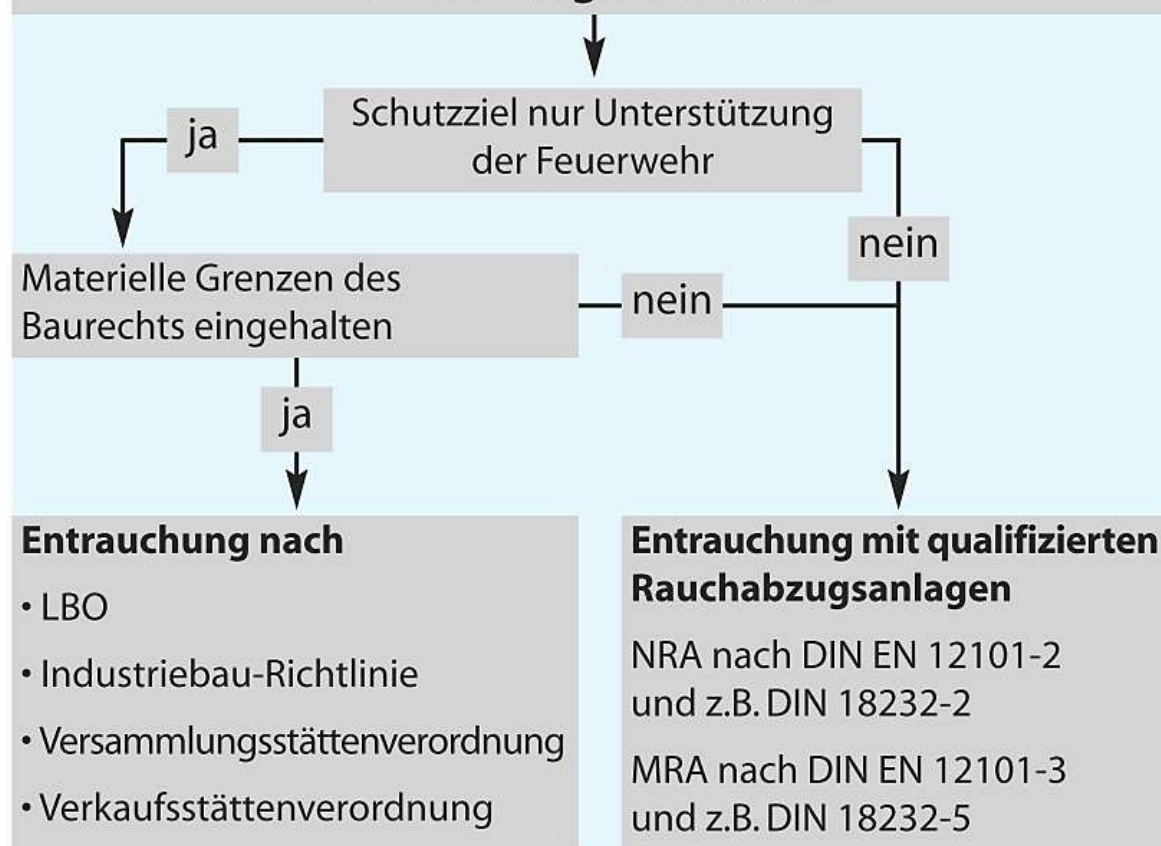 Schutzziel nur Unterstützung
der Feuerwehr
ja
nein
Materielle Grenzen des
Baurechts eingehalten
nein
ja
Entrauchung nach
• LBO
• Industriebau-Richtlinie
• Versammlungsstättenverordnung
• Verkaufsstättenverordnung
Entrauchung mit qualifizierten
Rauchabzugsanlagen
NRA nach DIN EN 12101-2
und z.B. DIN 18232-2
MRA nach DIN EN 12101-3
und z.B. DIN 18232-5